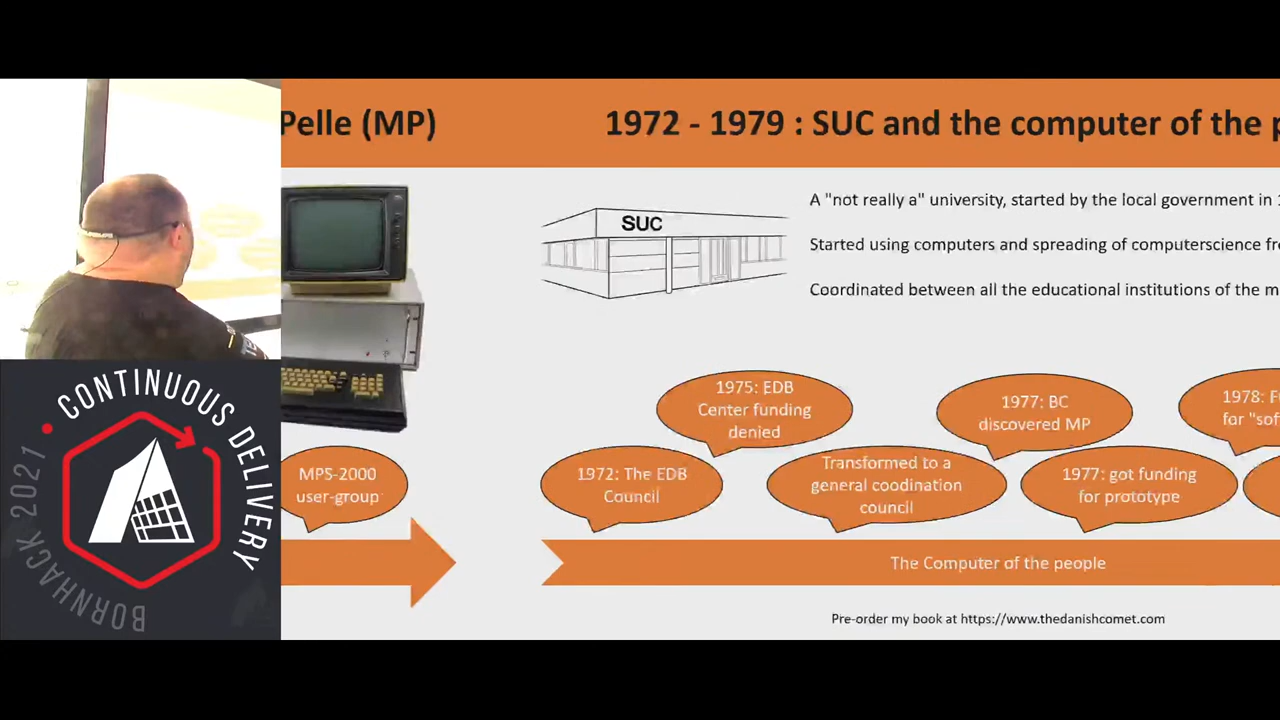 Pelle (MP)
1972 - 1979 : SUC and the computer of the
SUC
A "not really a" university, started by the local government in
Started using computers and spreading of computerscience
Coordinated between all the educational institutions of the
1975: EDB
Center funding
denied
1977: BC
discovered MP
1978:
for
MPS-2000
user-group
1972: The EDB
Council
Transformed to a
general coodination
council
1977: got funding
for prototype
The Computer of the people
Pre-order my book at https://www.thedanishcomet.com
CONTINUOUS DELIVERY
BORNHACK 2021